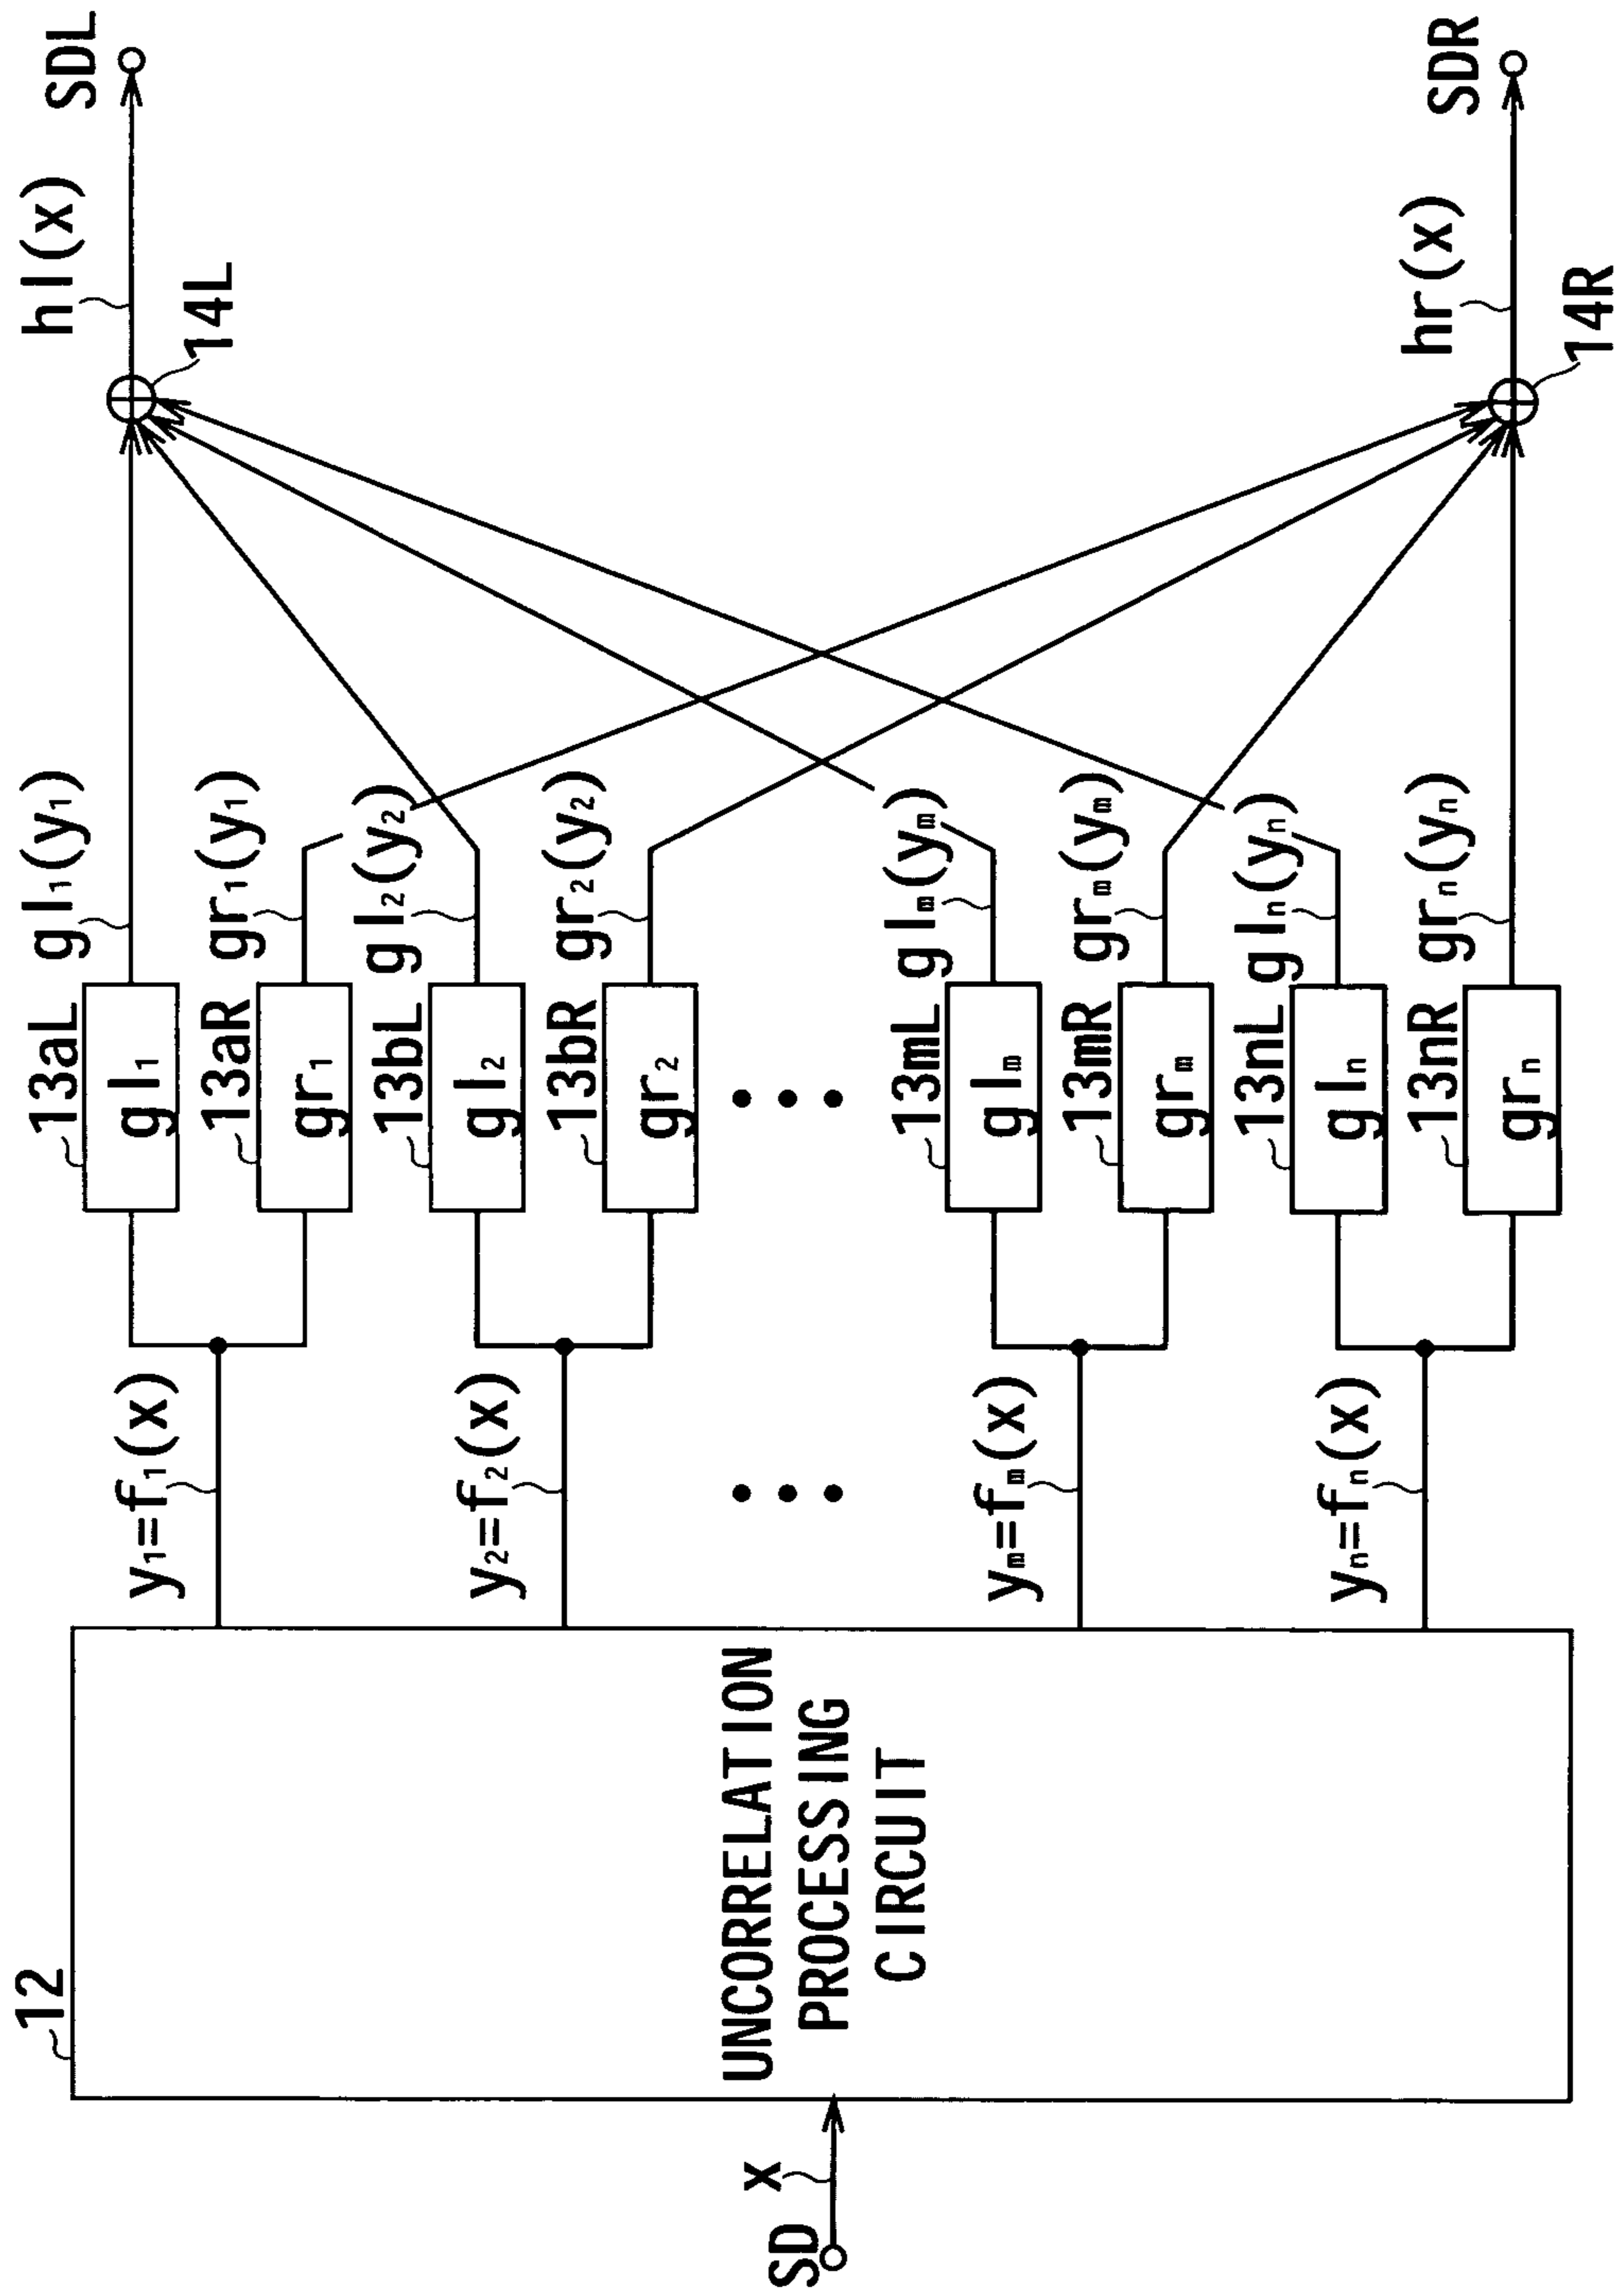 12
SD
x
UNCORRELATION
PROCESSING
CIRCUIT
y₁=f₁(x)
y₂=f₂(x)
yₘ=fₘ(x)
yₙ=fₙ(x)
13aL
gl₁
13aR
gr₁
13bL
gl₂
13bR
gr₂
13mL
glₘ
13mR
grₘ
13nL
glₙ
13nR
grₙ
gl₁(y₁)
gr₁(y₁)
gl₂(y₂)
gr₂(y₂)
glₘ(yₘ)
grₘ(yₘ)
glₙ(yₙ)
grₙ(yₙ)
hl(x)
14L
SDL
hr(x)
14R
SDR